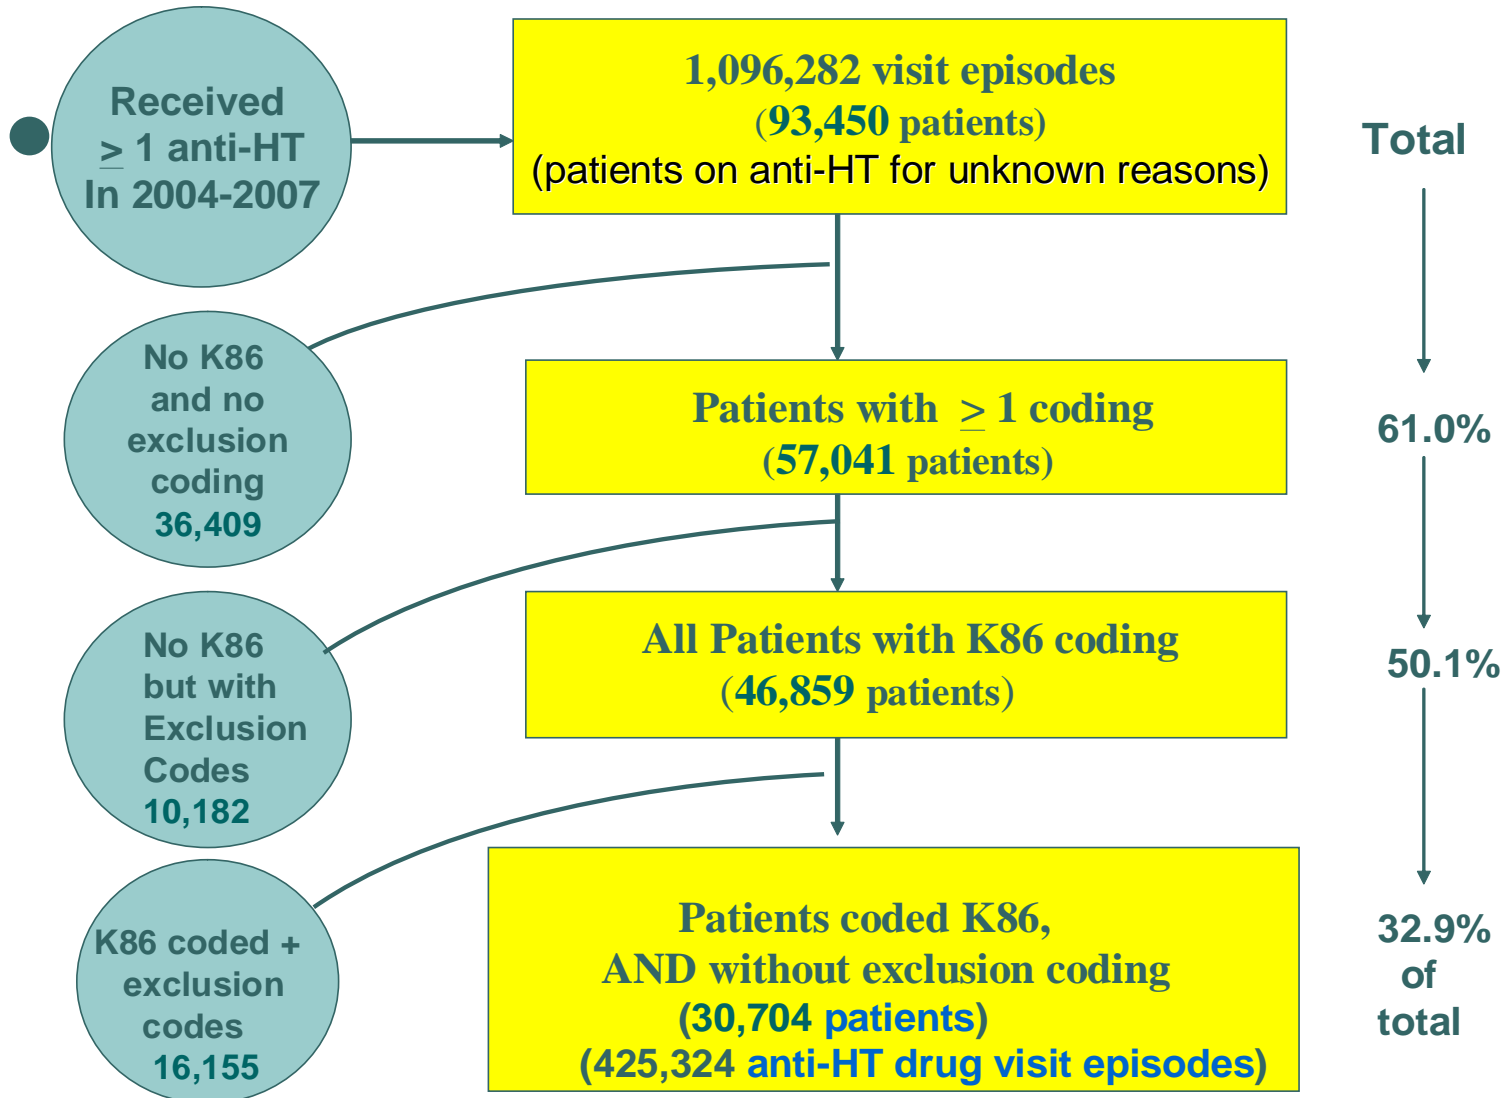 Received
≥ 1 anti-HT
In 2004-2007
1,096,282 visit episodes
(93,450 patients)
(patients on anti-HT for unknown reasons)
Total
No K86
and no
exclusion
coding
36,409
Patients with ≥ 1 coding
(57,041 patients)
61.0%
No K86
but with
Exclusion
Codes
10,182
All Patients with K86 coding
(46,859 patients)
50.1%
K86 coded +
exclusion
codes
16,155
Patients coded K86,
AND without exclusion coding
(30,704 patients)
(425,324 anti-HT drug visit episodes)
32.9%
of
total